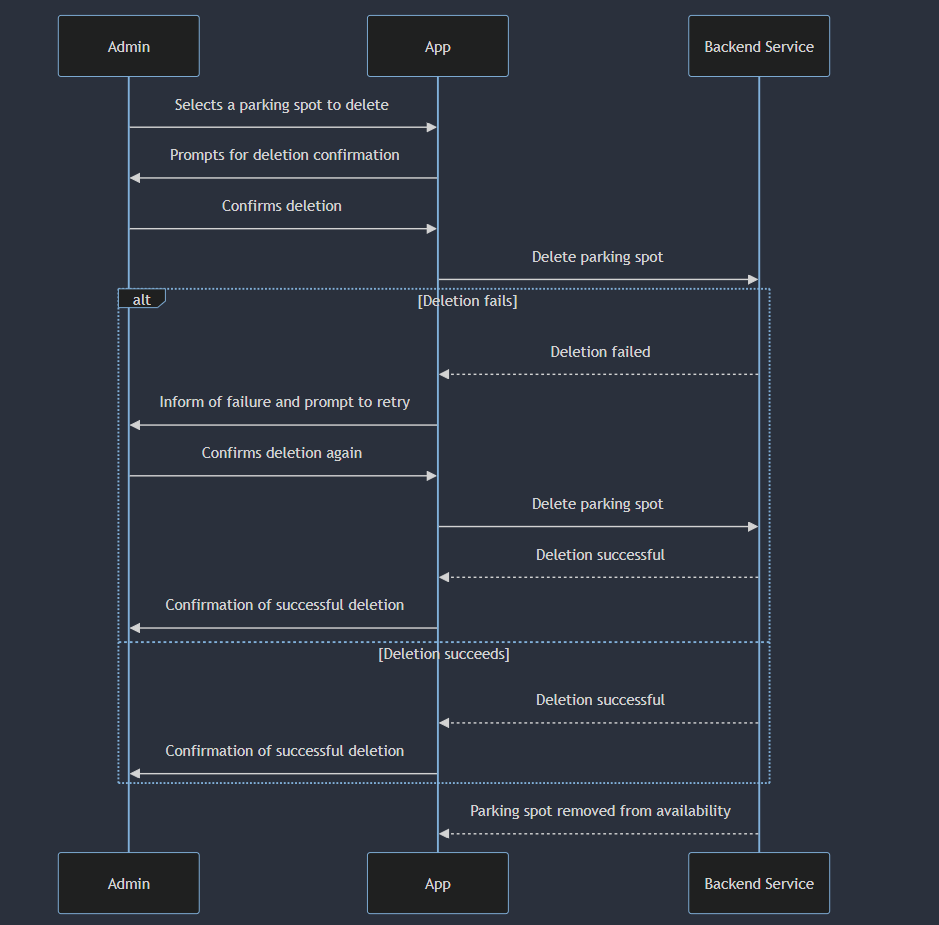 Admin
App
Backend Service
Selects a parking spot to delete
Prompts for deletion confirmation
Confirms deletion
Delete parking spot
alt
[Deletion fails]
Deletion failed
Inform of failure and prompt to retry
Confirms deletion again
Delete parking spot
Deletion successful
Confirmation of successful deletion
[Deletion succeeds]
Deletion successful
Confirmation of successful deletion
Parking spot removed from availability
Admin
App
Backend Service